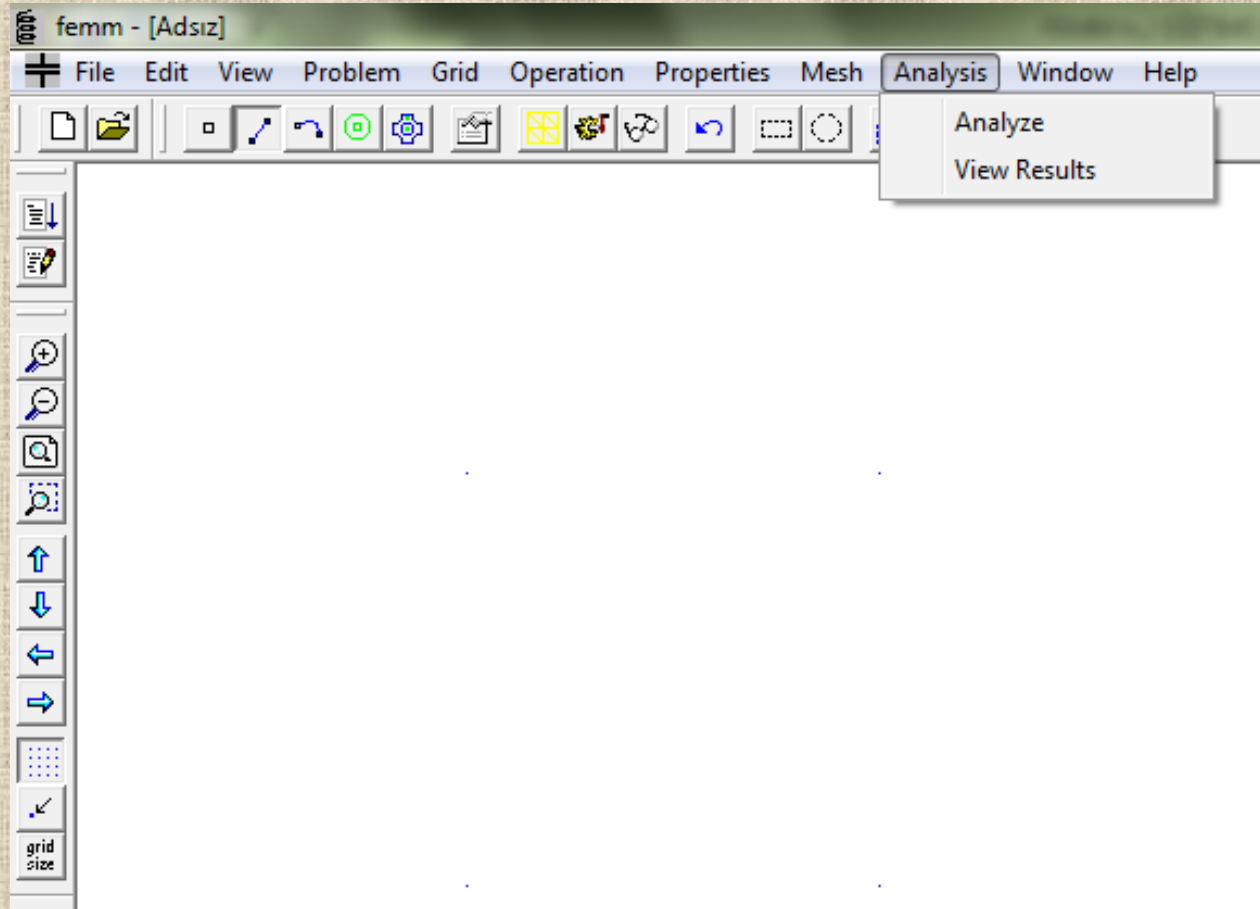 femm - [Adsız]
File Edit View Problem Grid Operation Properties Mesh Analysis Window Help
Analyze
View Results
grid
size